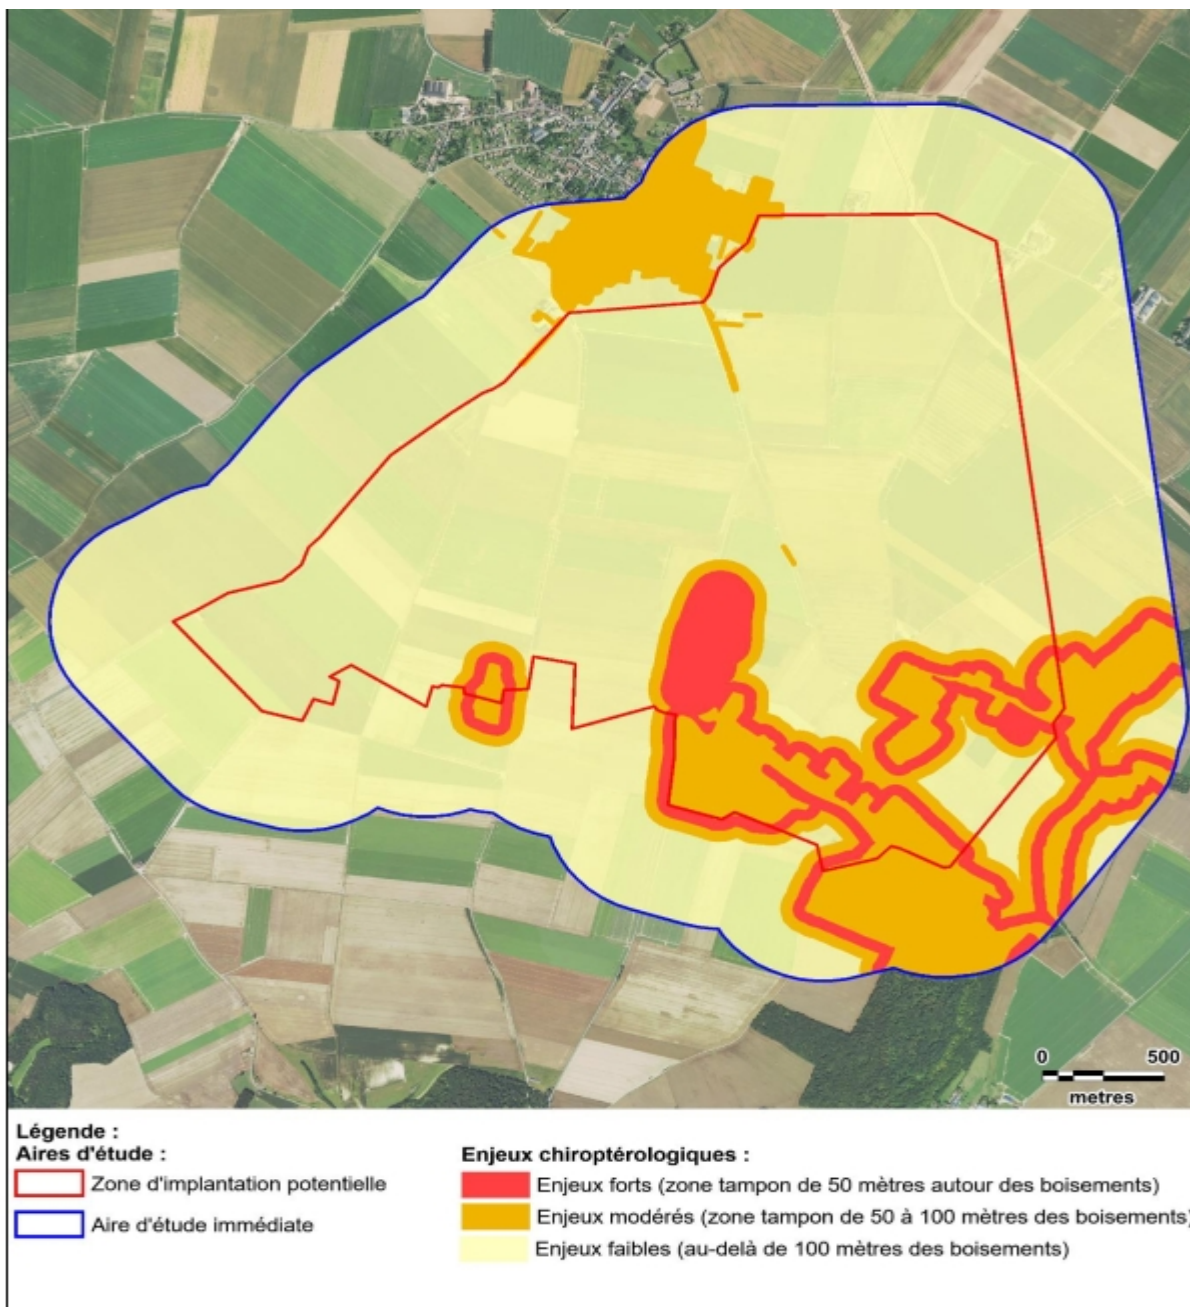 0 500
metres
Légende :
Aires d'étude :
Zone d'implantation potentielle
Aire d'étude immédiate
Enjeux chiroptérologiques :
Enjeux forts (zone tampon de 50 mètres autour des boisements)
Enjeux modérés (zone tampon de 50 à 100 mètres des boisements)
Enjeux faibles (au-delà de 100 mètres des boisements)